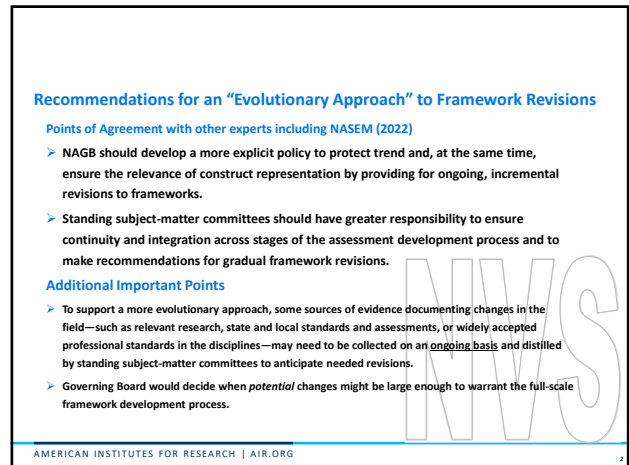 Recommendations for an “Evolutionary Approach” to Framework Revisions
Points of Agreement with other experts including NASEM (2022)
➢ NAGB should develop a more explicit policy to protect trend and, at the same time,
ensure the relevance of construct representation by providing for ongoing, incremental
revisions to frameworks.
➢ Standing subject-matter committees should have greater responsibility to ensure
continuity and integration across stages of the assessment development process and to
make recommendations for gradual framework revisions.
Additional Important Points
➢ To support a more evolutionary approach, some sources of evidence documenting changes in the
field—such as relevant research, state and local standards and assessments, or widely accepted
professional standards in the disciplines—may need to be collected on an ongoing basis and distilled
by standing subject-matter committees to anticipate needed revisions.
➢ Governing Board would decide when potential changes might be large enough to warrant the full-scale
framework development process.
NVS
AMERICAN INSTITUTES FOR RESEARCH | AIR.ORG
2